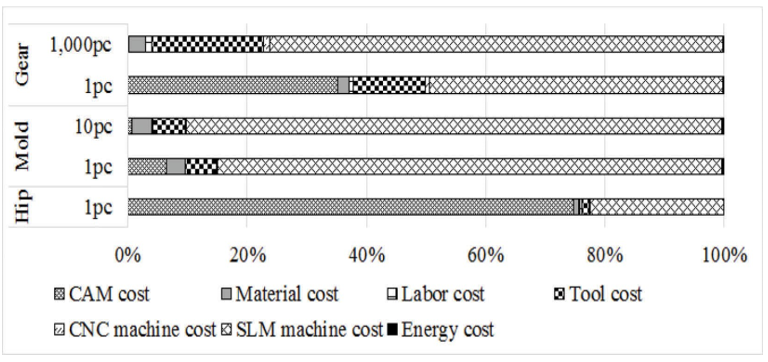 Gear
1,000pc
1pc
Mold
10pc
1pc
Hip
1pc
0% 20% 40% 60% 80% 100%
CAM cost Material cost Labor cost Tool cost
CNC machine cost SLM machine cost Energy cost